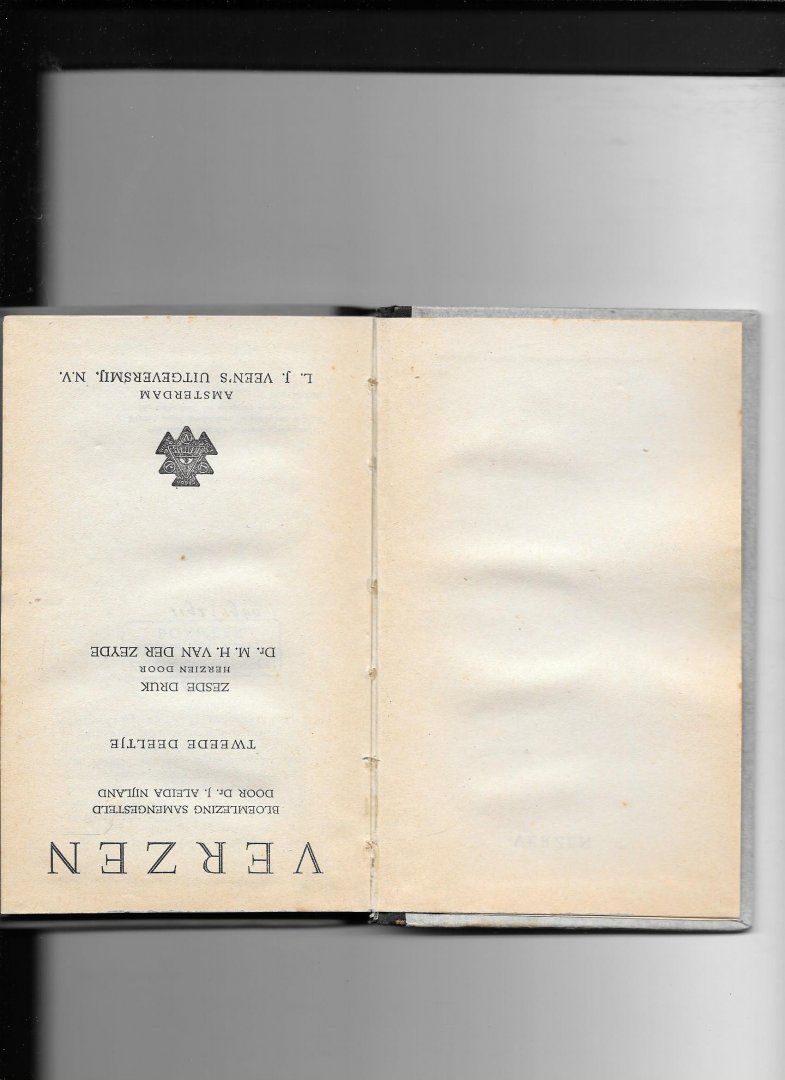 VERZEN
BLOEMLEZING SAMENGESTELD
DOOR Dr. J. ALEIDA NIJLAND
TWEEDE DEELTJE
ZESDE DRUK
HERZIEN DOOR
Dr. M. H. VAN DER ZEYDE
AMSTERDAM
L. J. VEEN'S UITGEVERSMIJ, N.V.
VERZEN